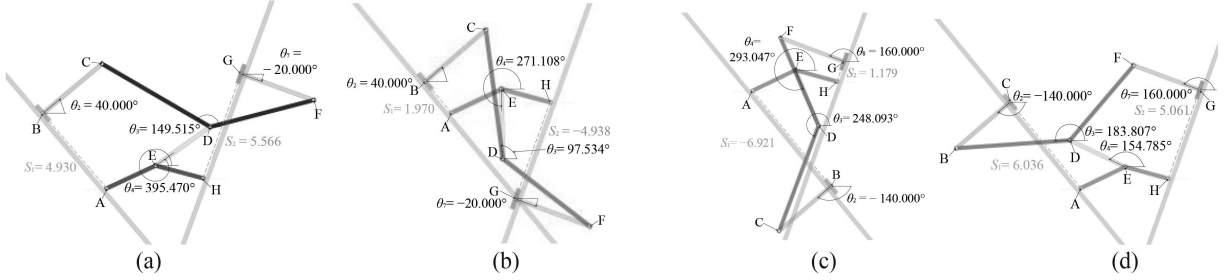 C
B
θ₂ = 40.000°
S₁= 4.930
A
θ₃= 149.515°
D
E
θ₄= 395.470°
H
S₂ = 5.566
G
θ₇ =
− 20.000°
F
(a)
C
θ₂= 40.000°
B
S₁= 1.970
A
θ₄= 271.108°
E
H
S₂= −4.938
θ₃= 97.534°
D
G
θ₇= −20.000°
F
(b)
F
θ₄=
293.047°
E
θ₈= 160.000°
G
S₂ = 1.179
H
A
θ₃= 248.093°
D
S₁= −6.921
B
θ₂ = − 140.000°
C
(c)
F
C
θ₂= −140.000°
θ₇= 160.000°
G
S₂ = 5.061
θ₃= 183.807°
θ₄= 154.785°
B
D
S₁= 6.036
E
A
H
(d)